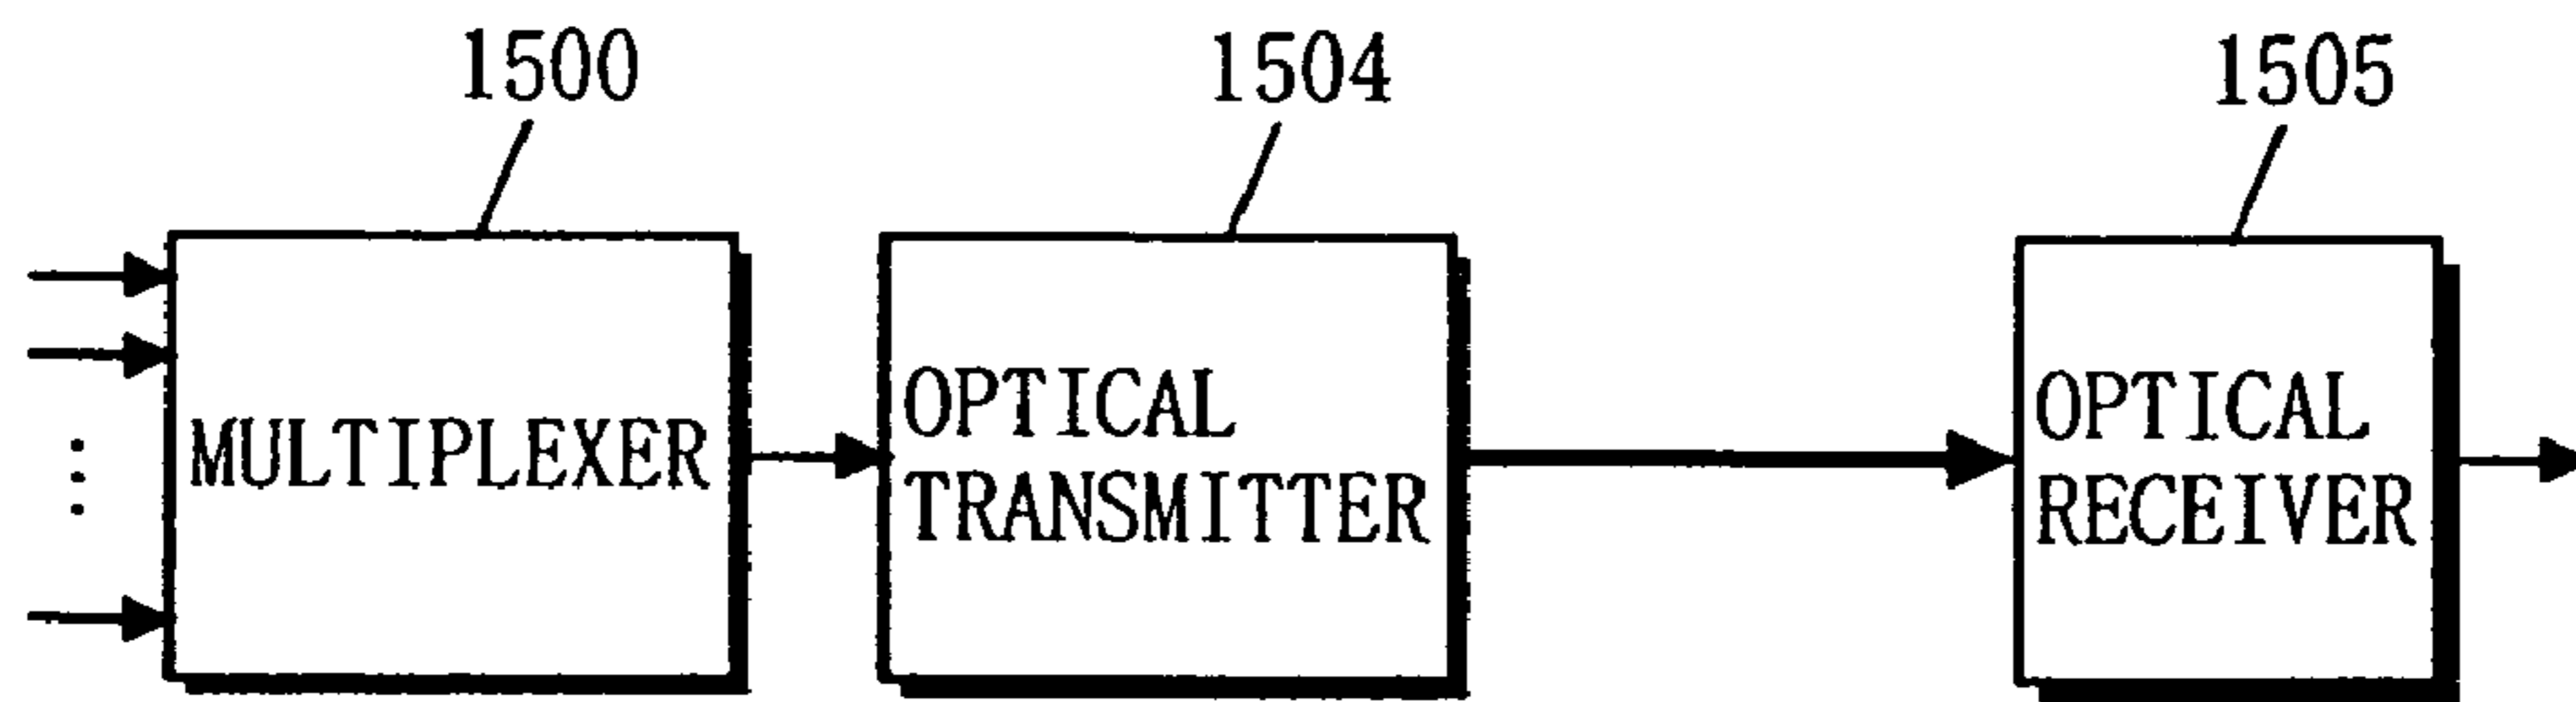 1500
1504
1505
MULTIPLEXER
OPTICAL
TRANSMITTER
OPTICAL
RECEIVER